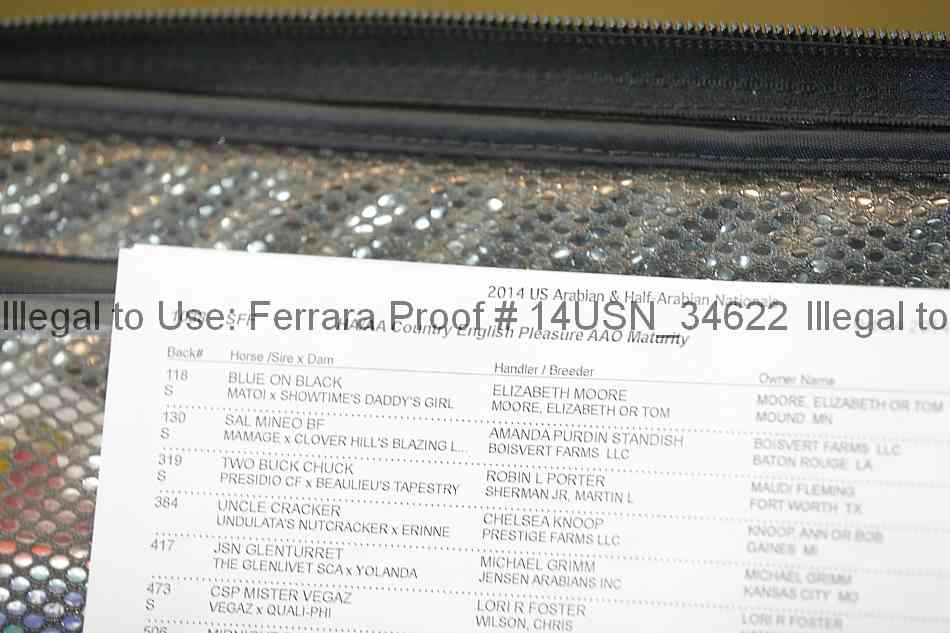 2014 US Arabian & Half-Arabian Nationals
Illegal to Use: Ferrara Proof # 14USN_34622 Illegal to
HA/AA Country English Pleasure AAO Maturity
Back# Horse /Sire x Dam Handler / Breeder Owner Name
118 BLUE ON BLACK ELIZABETH MOORE MOORE, ELIZABETH OR TOM
S MATOI x SHOWTIME'S DADDY'S GIRL MOORE, ELIZABETH OR TOM MOUND MN
130 SAL MINEO BF AMANDA PURDIN STANDISH BOISVERT FARMS LLC
S MAMAGE x CLOVER HILL'S BLAZING L... BOISVERT FARMS LLC BATON ROUGE LA
319 TWO BUCK CHUCK ROBIN L PORTER MAUDI FLEMING
S PRESIDIO CF x BEAULIEU'S TAPESTRY SHERMAN JR, MARTIN L FORT WORTH TX
384 UNCLE CRACKER CHELSEA KNOOP KNOOP, ANN OR BOB
UNDULATA'S NUTCRACKER x ERINNE PRESTIGE FARMS LLC GAINES MI
417 JSN GLENTURRET MICHAEL GRIMM MICHAEL GRIMM
THE GLENLIVET SCA x YOLANDA JENSEN ARABIANS INC KANSAS CITY MO
473 CSP MISTER VEGAZ LORI R FOSTER LORI R FOSTER
S VEGAZ x QUALI-PHI WILSON, CHRIS